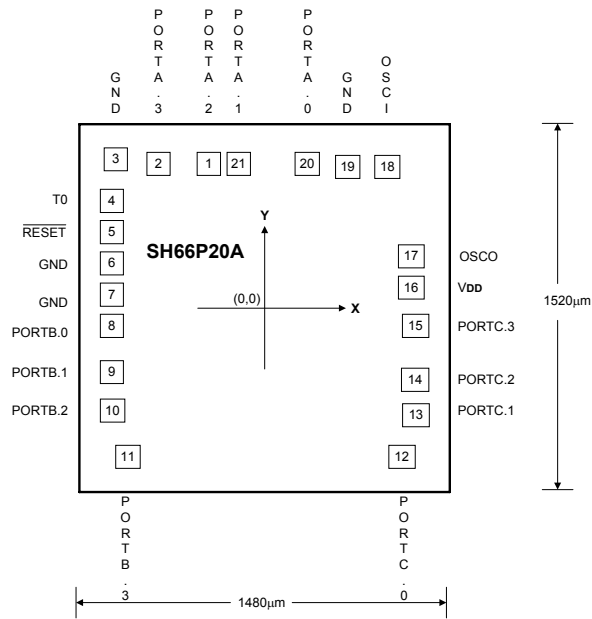 GND
PORTA.3
PORTA.2
PORTA.1
PORTA.0
GND
OSCI
3
2
1
21
20
19
18
T0
4
RESET
5
GND
6
GND
7
PORTB.0
8
PORTB.1
9
PORTB.2
10
11
SH66P20A
Y
(0,0)
X
17
OSCO
16
VDD
15
PORTC.3
14
PORTC.2
13
PORTC.1
12
1520μm
PORTB.3
PORTC.0
1480μm